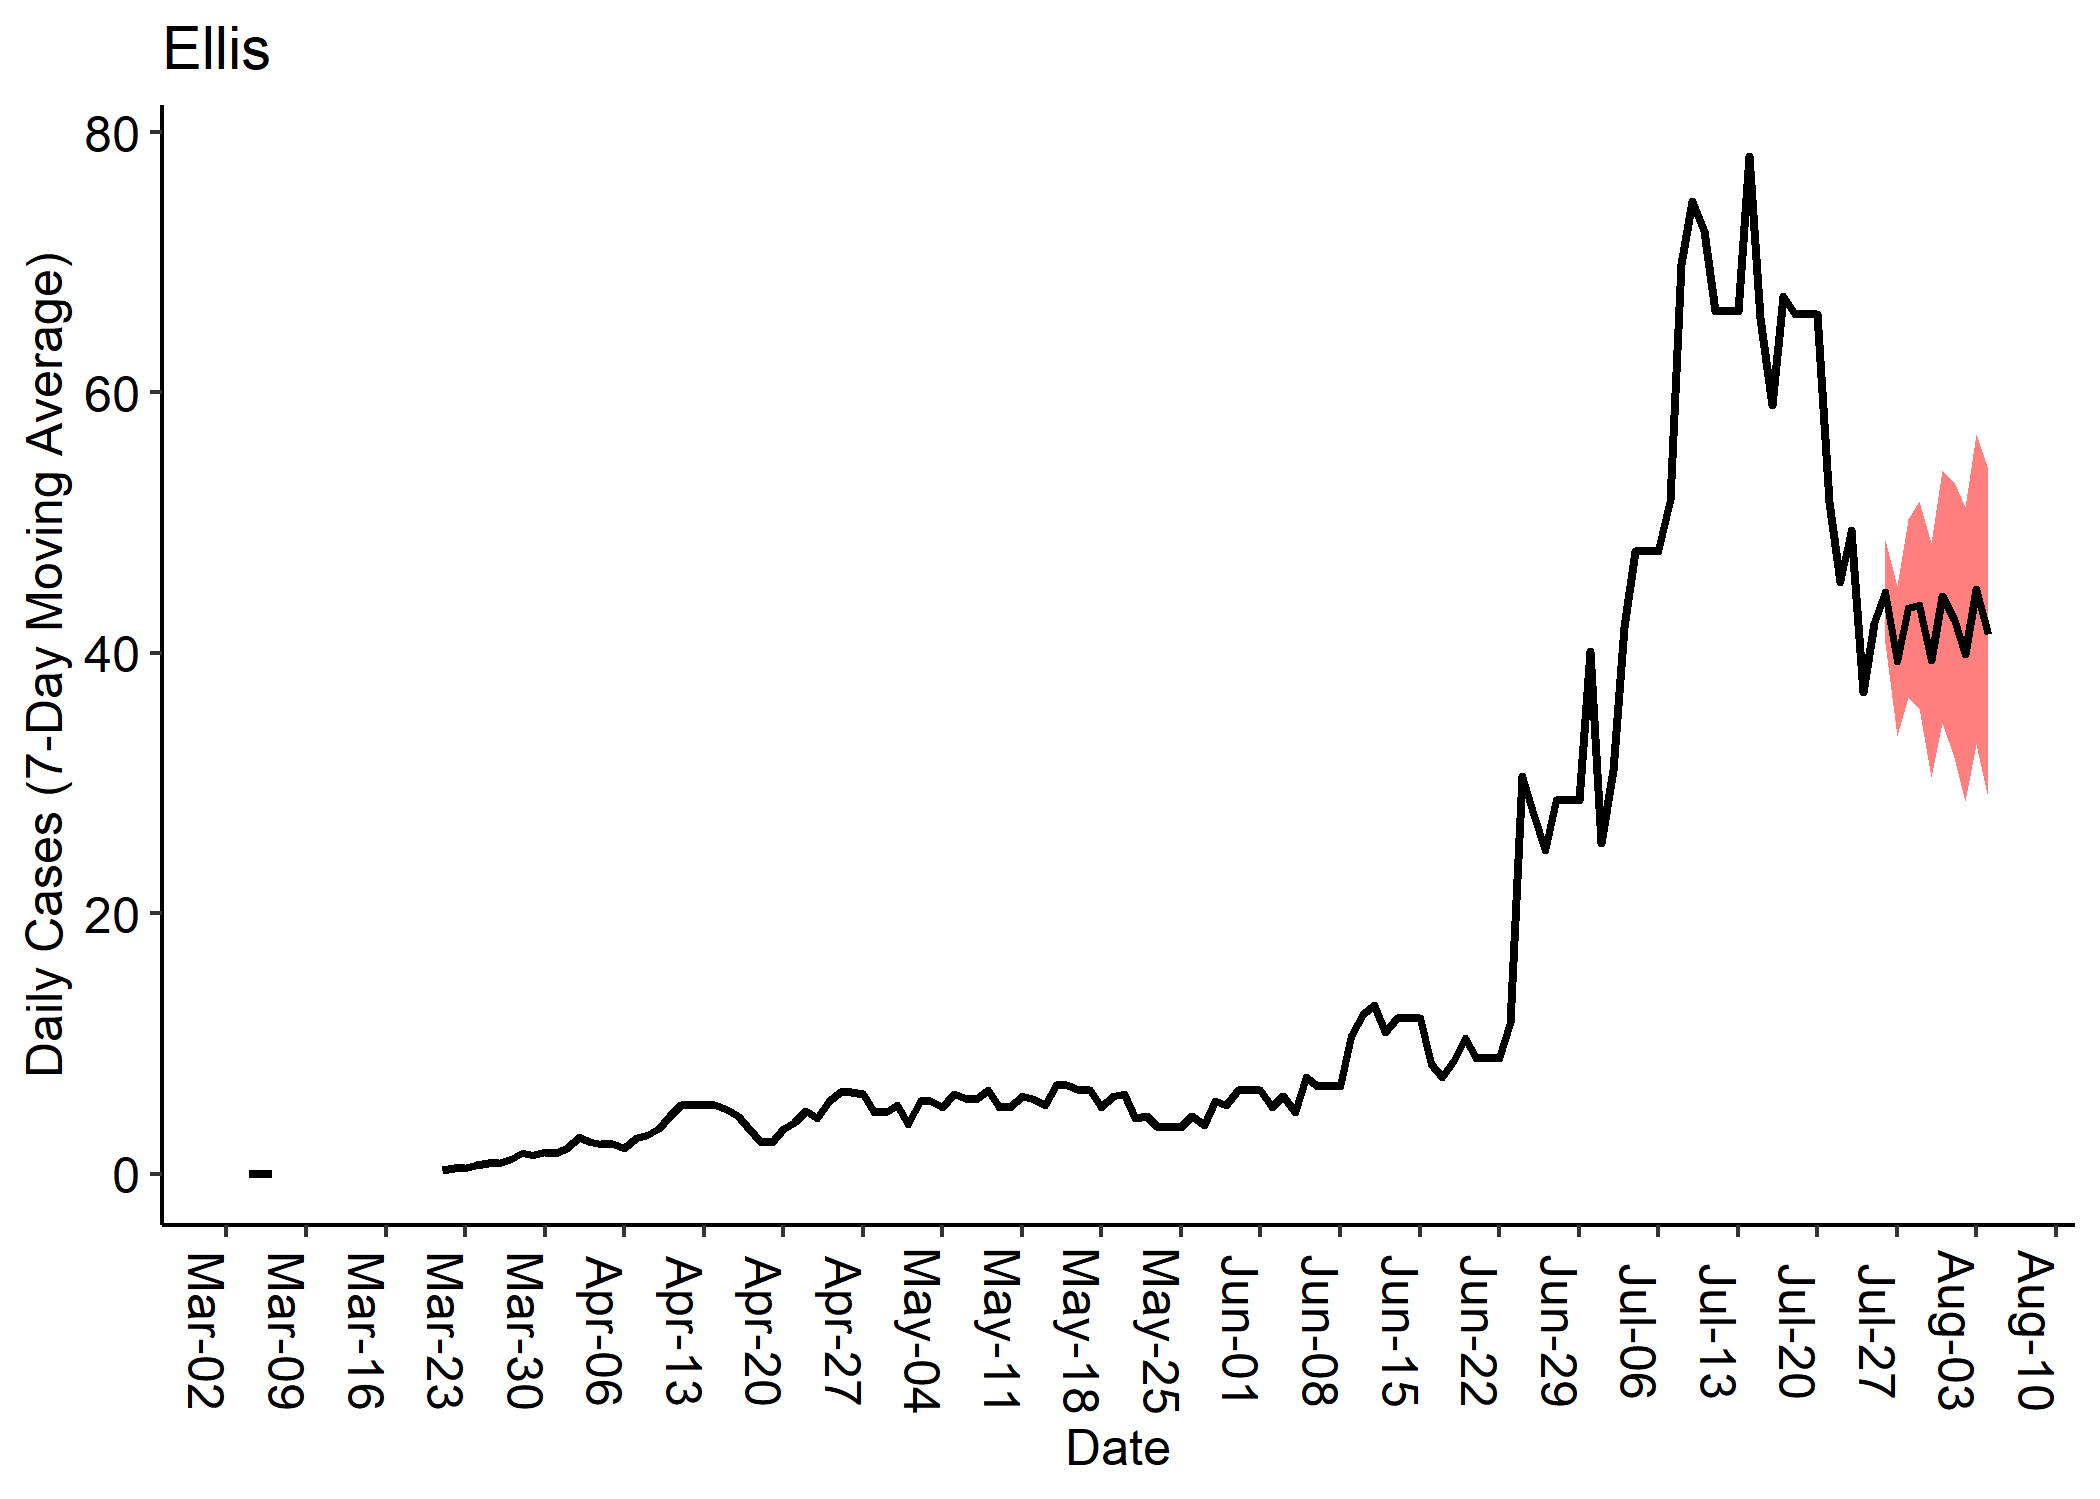 Ellis
Daily Cases (7-Day Moving Average)
80
60
40
20
0
Mar-02
Mar-09
Mar-16
Mar-23
Mar-30
Apr-06
Apr-13
Apr-20
Apr-27
May-04
May-11
May-18
May-25
Jun-01
Jun-08
Jun-15
Jun-22
Jun-29
Jul-06
Jul-13
Jul-20
Jul-27
Aug-03
Aug-10
Date